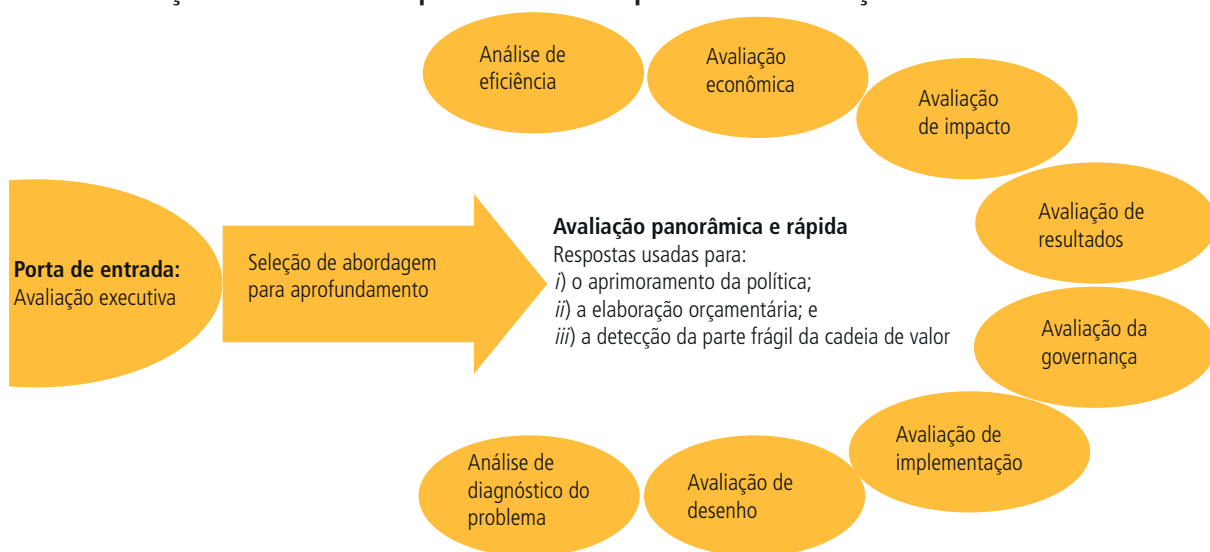 Análise de
eficiência
Avaliação
econômica
Avaliação
de impacto
Avaliação de
resultados
Porta de entrada:
Avaliação executiva
Seleção de abordagem
para aprofundamento
Avaliação panorâmica e rápida
Respostas usadas para:
i) o aprimoramento da política;
ii) a elaboração orçamentária; e
iii) a detecção da parte frágil da cadeia de valor
Avaliação da
governança
Avaliação de
implementação
Avaliação de
desenho
Análise de
diagnóstico do
problema